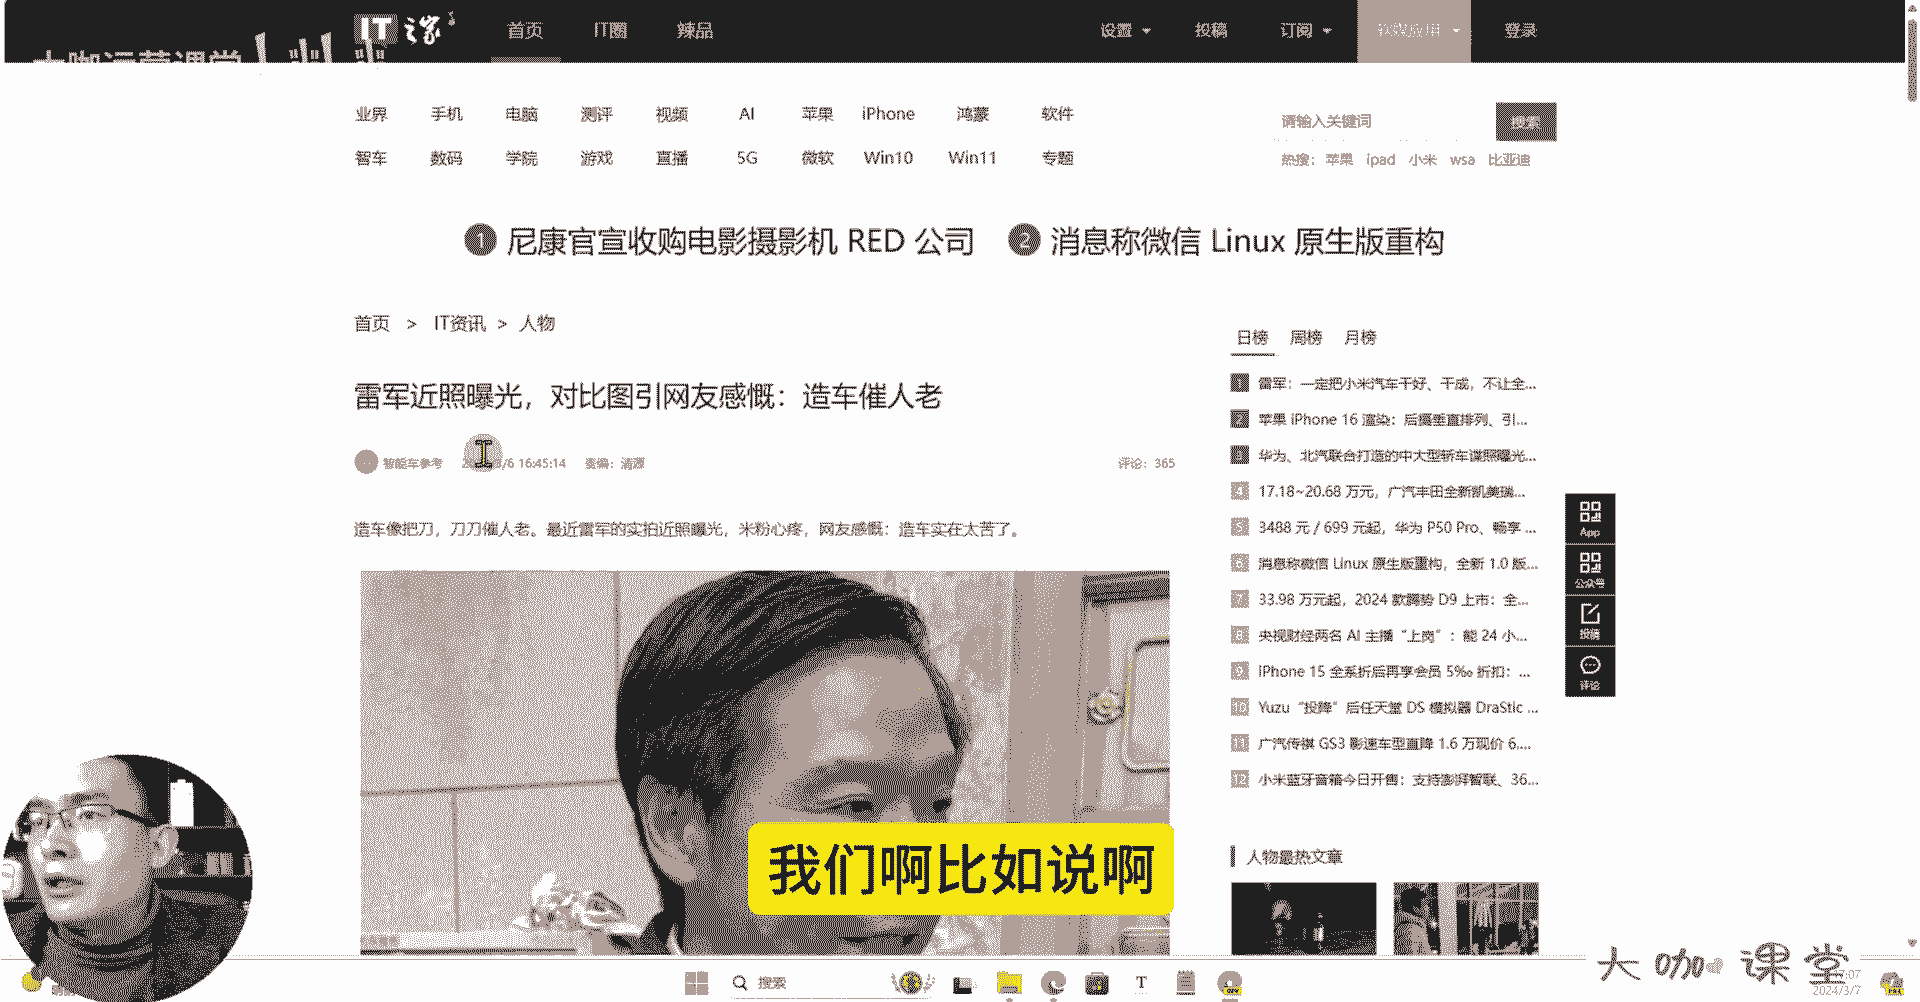 IT之家 首页 IT圈 辣品 设置 投稿 订阅 软媒应用 登录
大咖运营课堂
业界 手机 电脑 测评 视频 AI 苹果 iPhone 鸿蒙 软件
智车 数码 学院 游戏 直播 5G 微软 Win10 Win11 专题
请输入关键词 搜索
热搜： 苹果 ipad 小米 wsa 比亚迪
1 尼康官宣收购电影摄影机 RED 公司 2 消息称微信 Linux 原生版重构
首页 > IT资讯 > 人物
雷军近照曝光，对比图引网友感慨：造车催人老
智能车参考 /6 16:45:14 责编：清源 评论：365
造车像把刀，刀刀催人老。最近雷军的实拍近照曝光，米粉心疼，网友感慨：造车实在太苦了。
日榜 周榜 月榜
1 雷军：一定把小米汽车干好、干成，不让全...
2 苹果 iPhone 16 渲染：后摄垂直排列、引...
3 华为、北汽联合打造的中大型轿车谍照曝光...
4 17.18~20.68 万元，广汽丰田全新凯美瑞...
5 3488 元 / 699 元起，华为 P50 Pro、畅享 ...
6 消息称微信 Linux 原生版重构，全新 1.0 版...
7 33.98 万元起，2024 款腾势 D9 上市：全...
8 央视财经两名 AI 主播“上岗”：能 24 小...
9 iPhone 15 全系折后再享会员 5‰ 折扣：...
10 Yuzu“投降”后任天堂 DS 模拟器 DraStic ...
11 广汽传祺 GS3 影速车型直降 1.6 万现价 6....
12 小米蓝牙音箱今日开售：支持澎湃智联、36...
App
公众号
投稿
评论
人物最热文章
我们啊比如说啊
搜索
大咖课堂
17:07
2024/3/7